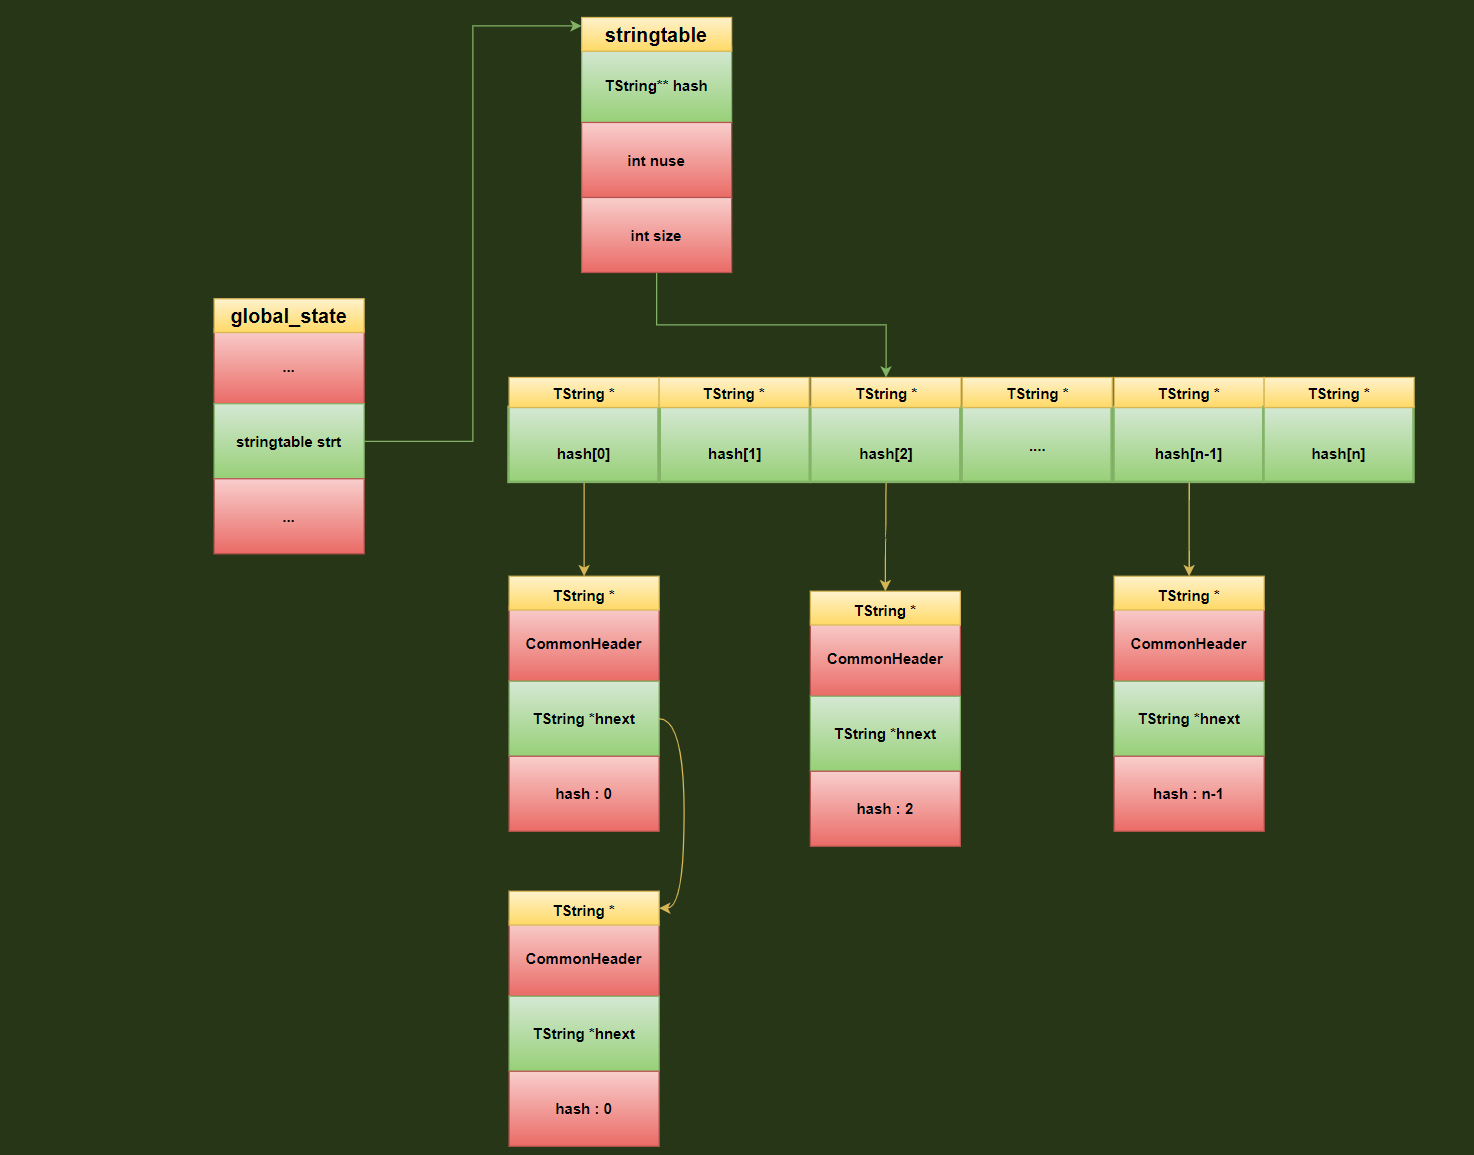 stringtable
TString** hash
int nuse
int size
global_state
...
stringtable strt
...
TString *
TString *
TString *
TString *
TString *
TString *
hash[0]
hash[1]
hash[2]
....
hash[n-1]
hash[n]
TString *
CommonHeader
TString *hnext
hash : 0
TString *
CommonHeader
TString *hnext
hash : 2
TString *
CommonHeader
TString *hnext
hash : n-1
TString *
CommonHeader
TString *hnext
hash : 0